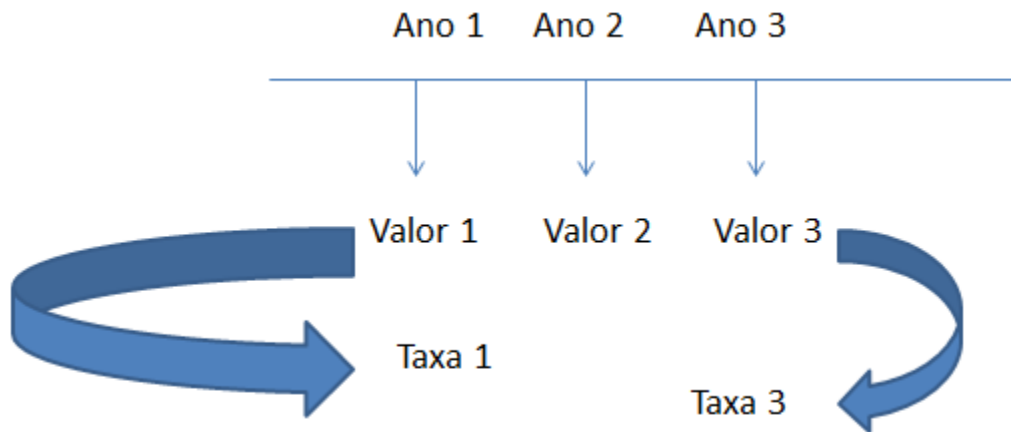 Ano 1 Ano 2 Ano 3
Valor 1 Valor 2 Valor 3
Taxa 1
Taxa 3